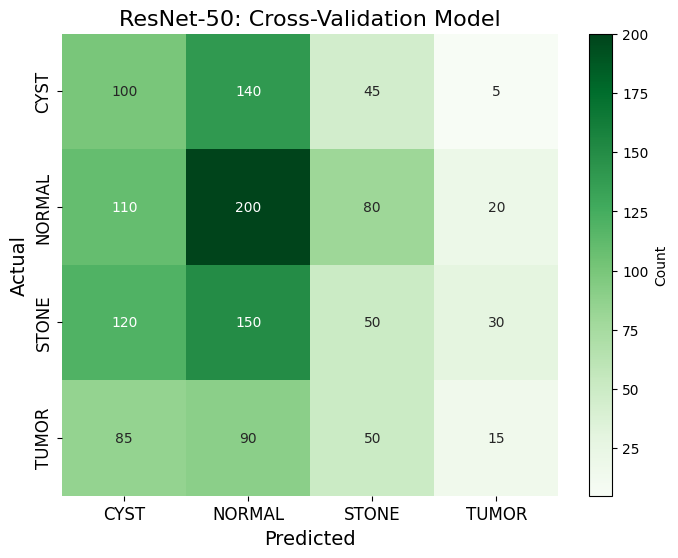 ResNet-50: Cross-Validation Model
Actual
CYST
100 140 45 5
NORMAL
110 200 80 20
STONE
120 150 50 30
TUMOR
85 90 50 15
CYST NORMAL STONE TUMOR
Predicted
200
175
150
125
100
75
50
25
Count